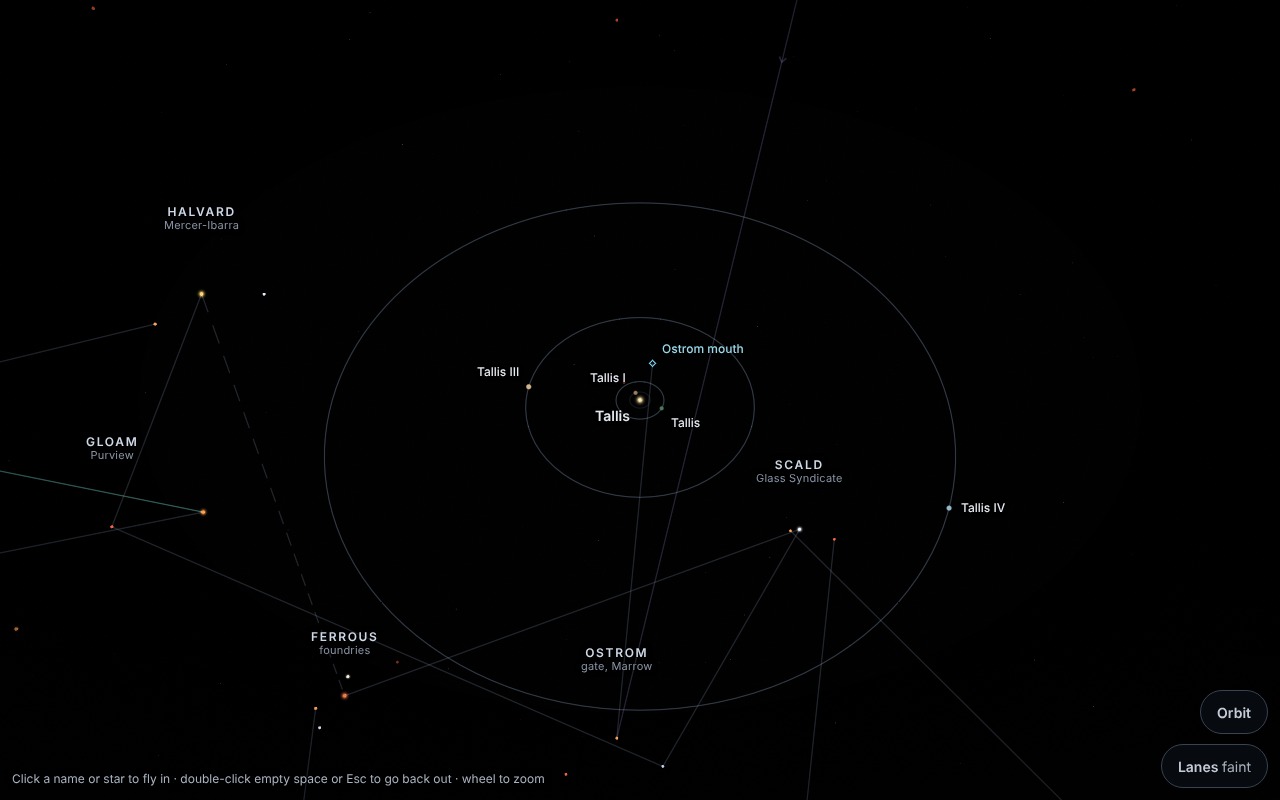 HALVARD
Mercer-Ibarra
Ostrom mouth
Tallis III
Tallis I
Tallis
Tallis
GLOAM
Purview
SCALD
Glass Syndicate
Tallis IV
FERROUS
foundries
OSTROM
gate, Marrow
Orbit
Lanes faint
Click a name or star to fly in · double-click empty space or Esc to go back out · wheel to zoom